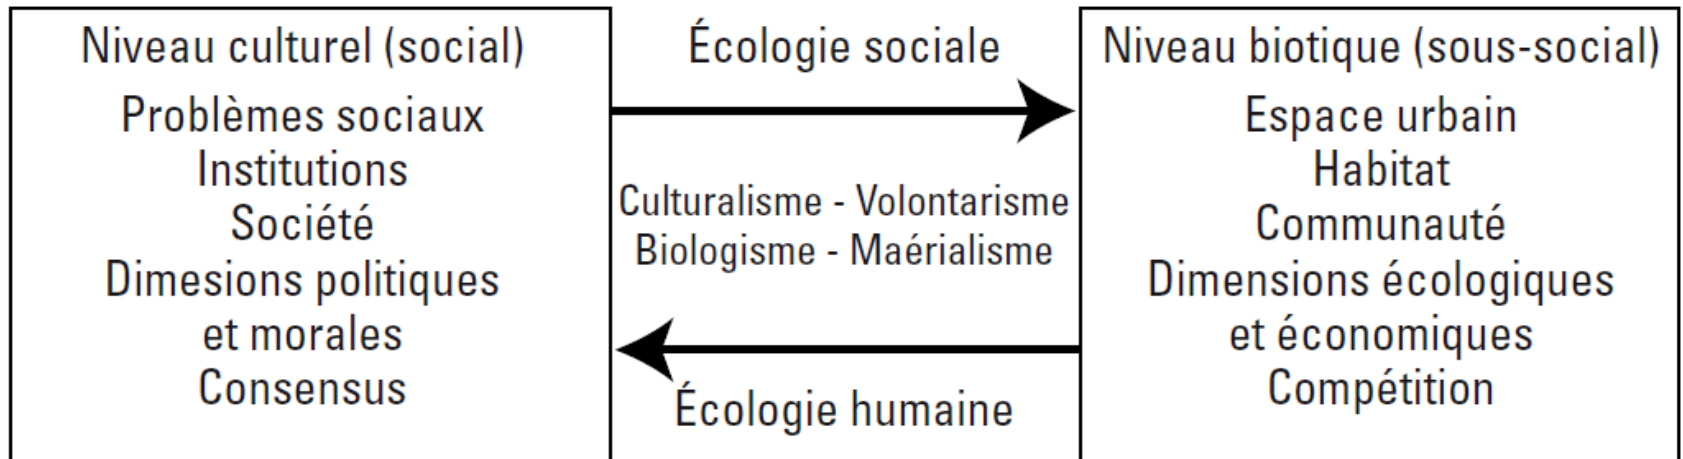 Niveau culturel (social)
Problèmes sociaux
Institutions
Société
Dimesions politiques
et morales
Consensus
Écologie sociale
Culturalisme - Volontarisme
Biologisme - Maérialisme
Écologie humaine
Niveau biotique (sous-social)
Espace urbain
Habitat
Communauté
Dimensions écologiques
et économiques
Compétition